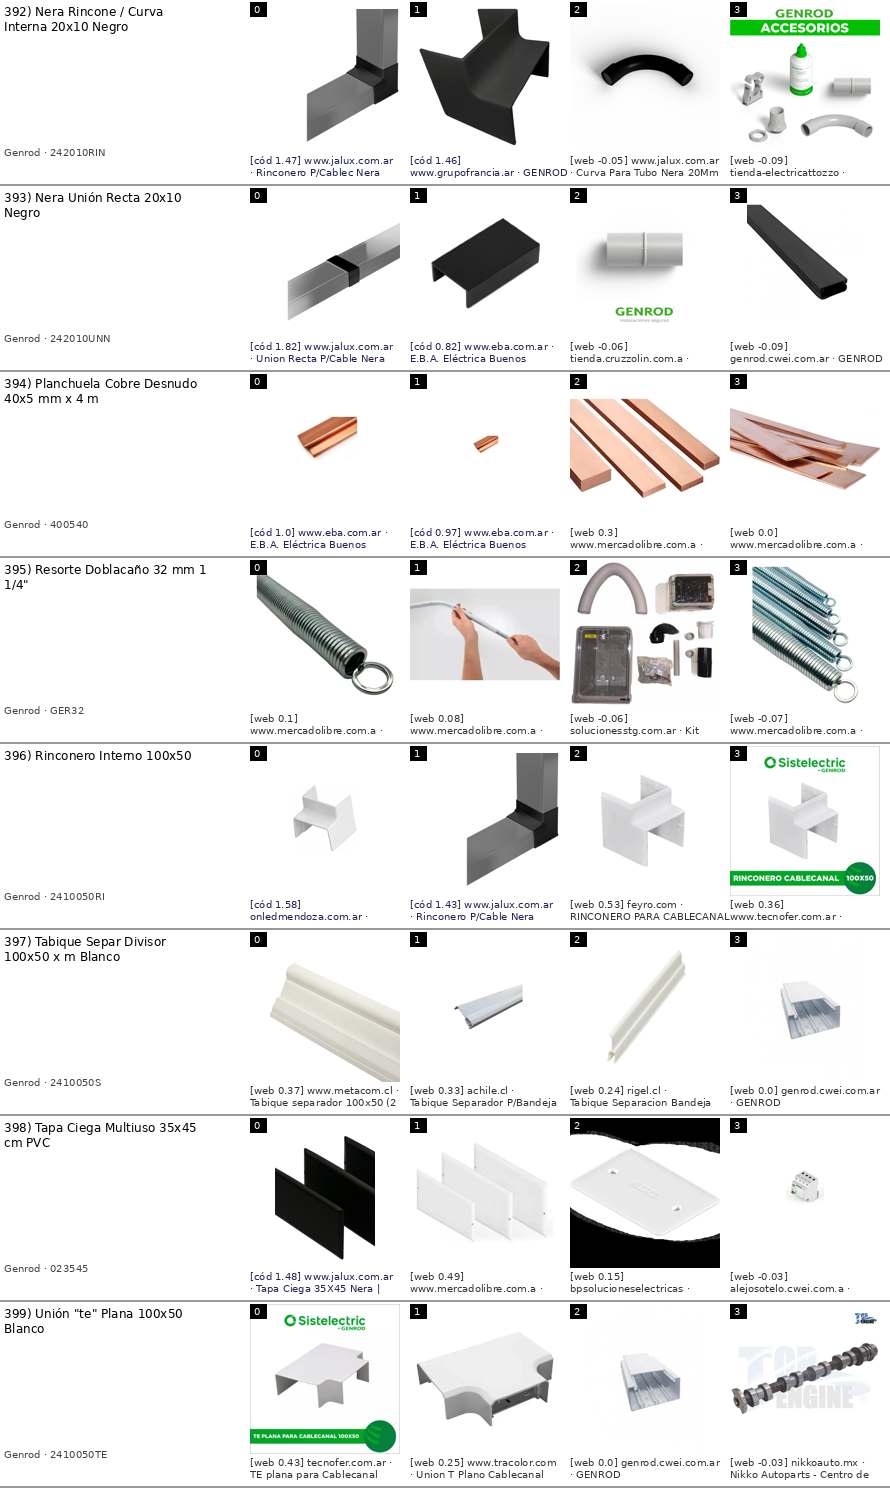 392) Nera Rincone / Curva
Interna 20x10 Negro
Genrod · 242010RIN
0
[cód 1.47] www.jalux.com.ar
· Rinconero P/Cablec Nera
1
[cód 1.46]
www.grupofrancia.ar · GENROD
2
[web -0.05] www.jalux.com.ar
· Curva Para Tubo Nera 20Mm
3
GENROD
ACCESORIOS
[web -0.09]
tienda-electricattozzo ·
393) Nera Unión Recta 20x10
Negro
Genrod · 242010UNN
0
[cód 1.82] www.jalux.com.ar
· Union Recta P/Cable Nera
1
[cód 0.82] www.eba.com.ar ·
E.B.A. Eléctrica Buenos
2
GENROD
[web -0.06]
tienda.cruzzolin.com.a ·
3
[web -0.09]
genrod.cwei.com.ar · GENROD
394) Planchuela Cobre Desnudo
40x5 mm x 4 m
Genrod · 400540
0
[cód 1.0] www.eba.com.ar ·
E.B.A. Eléctrica Buenos
1
[cód 0.97] www.eba.com.ar ·
E.B.A. Eléctrica Buenos
2
[web 0.3]
www.mercadolibre.com.a ·
3
[web 0.0]
www.mercadolibre.com.a ·
395) Resorte Doblacaño 32 mm 1
1/4"
Genrod · GER32
0
[web 0.1]
www.mercadolibre.com.a ·
1
[web 0.08]
www.mercadolibre.com.a ·
2
[web -0.06]
solucionesstg.com.ar · Kit
3
[web -0.07]
www.mercadolibre.com.a ·
396) Rinconero Interno 100x50
Genrod · 2410050RI
0
[cód 1.58]
onledmendoza.com.ar ·
1
[cód 1.43] www.jalux.com.ar
· Rinconero P/Cable Nera
2
[web 0.53] feyro.com ·
RINCONERO PARA CABLECANAL
3
Sistelectric
by GENROD
RINCONERO CABLECANAL 100X50
[web 0.36]
www.tecnofer.com.ar ·
397) Tabique Separ Divisor
100x50 x m Blanco
Genrod · 2410050S
0
[web 0.37] www.metacom.cl ·
Tabique separador 100x50 (2
1
[web 0.33] achile.cl ·
Tabique Separador P/Bandeja
2
[web 0.24] rigel.cl ·
Tabique Separacion Bandeja
3
[web 0.0] genrod.cwei.com.ar
· GENROD
398) Tapa Ciega Multiuso 35x45
cm PVC
Genrod · 023545
0
[cód 1.48] www.jalux.com.ar
· Tapa Ciega 35X45 Nera |
1
[web 0.49]
www.mercadolibre.com.a ·
2
[web 0.15]
bpsolucioneselectricas ·
3
[web -0.03]
alejosotelo.cwei.com.a ·
399) Unión "te" Plana 100x50
Blanco
Genrod · 2410050TE
0
Sistelectric
by GENROD
TE PLANA PARA CABLECANAL 100X50
[web 0.43] tecnofer.com.ar ·
TE plana para Cablecanal
1
[web 0.25] www.tracolor.com
· Union T Plano Cablecanal
2
[web 0.0] genrod.cwei.com.ar
· GENROD
3
TOP
ENGINE
[web -0.03] nikkoauto.mx ·
Nikko Autoparts - Centro de